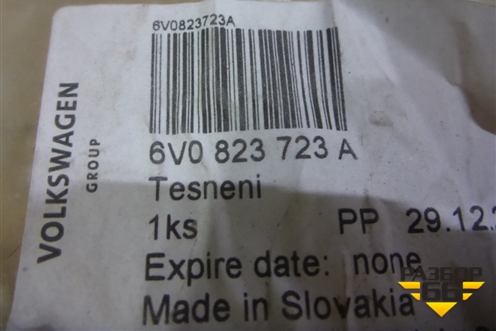 6V0823723A
VOLKSWAGEN
GROUP
6V0 823 723 A
Tesneni
1ks PP 29.12.
Expire date: none
Made in Slovakia
РАЗБОР
66